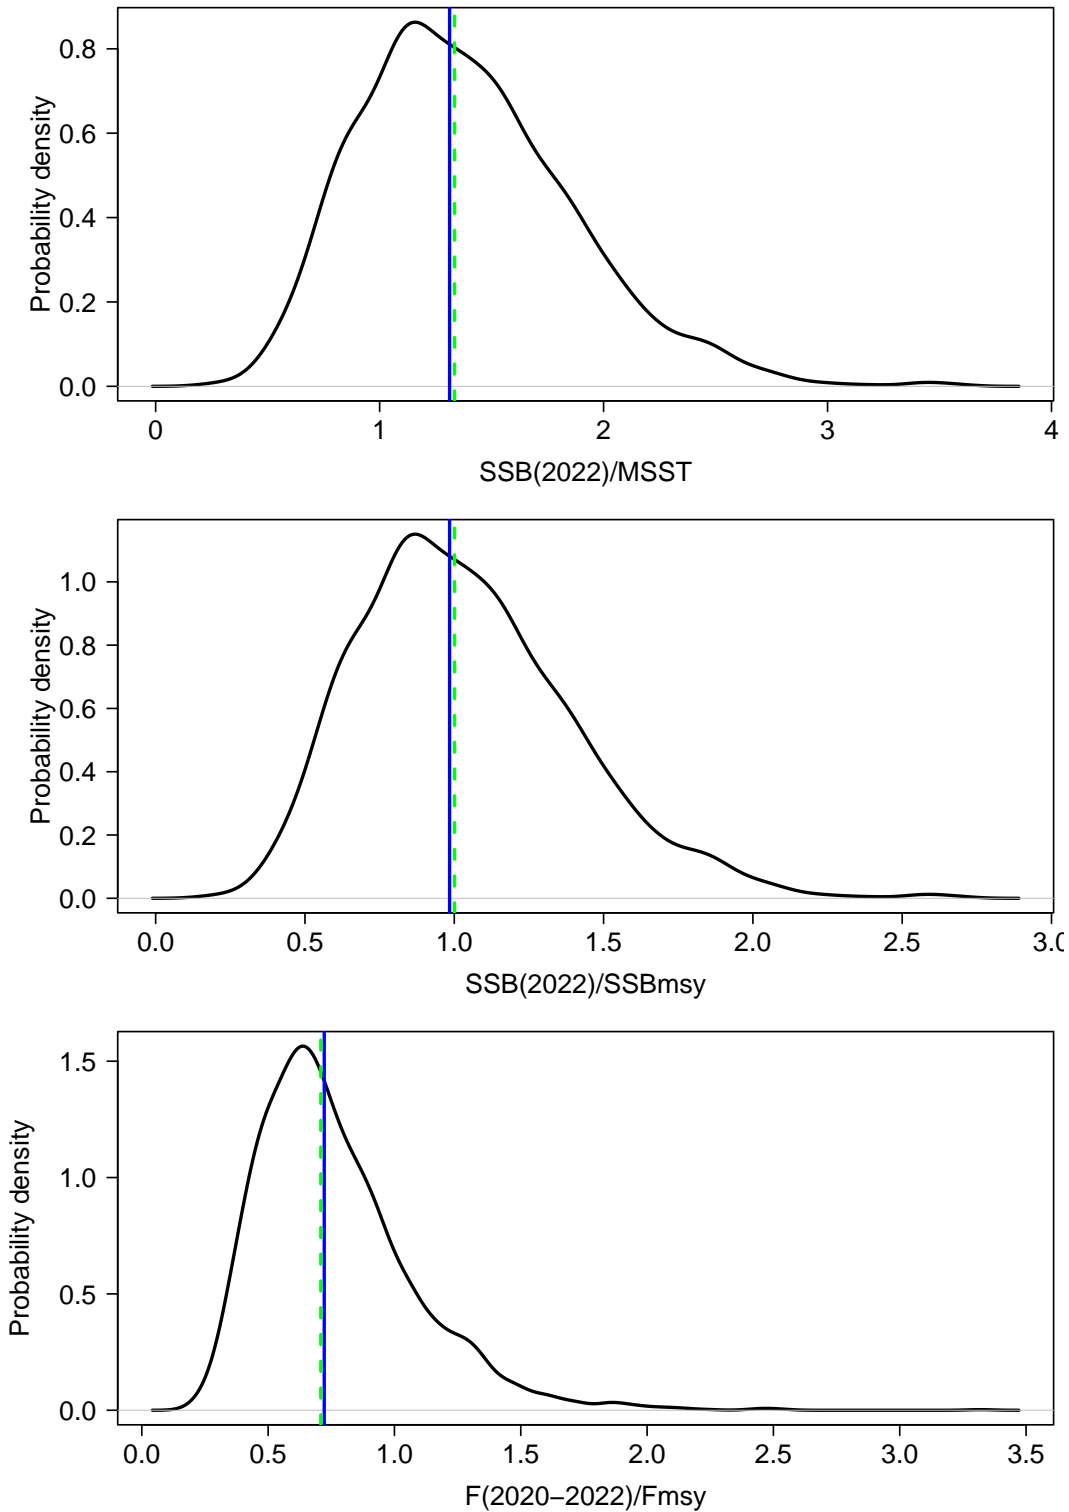 Probability density
0.8
0.6
0.4
0.2
0.0
0 1 2 3 4
SSB(2022)/MSST
Probability density
1.0
0.8
0.6
0.4
0.2
0.0
0.0 0.5 1.0 1.5 2.0 2.5 3.0
SSB(2022)/SSBmsy
Probability density
1.5
1.0
0.5
0.0
0.0 0.5 1.0 1.5 2.0 2.5 3.0 3.5
F(2020−2022)/Fmsy